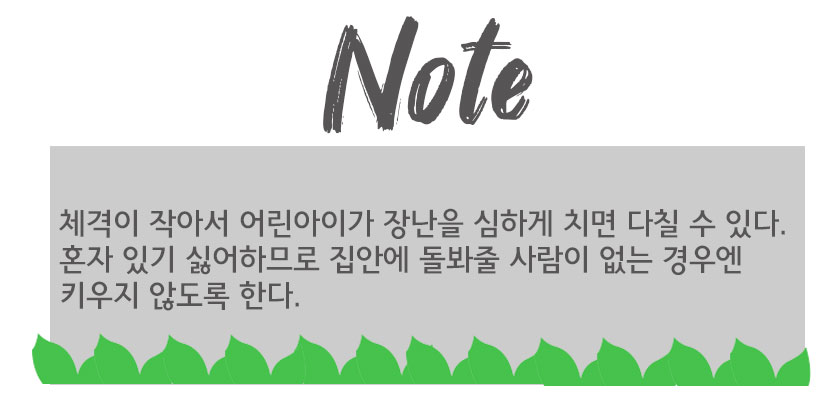 Note
체격이 작아서 어린아이가 장난을 심하게 치면 다칠 수 있다.
혼자 있기 싫어하므로 집안에 돌봐줄 사람이 없는 경우엔
키우지 않도록 한다.